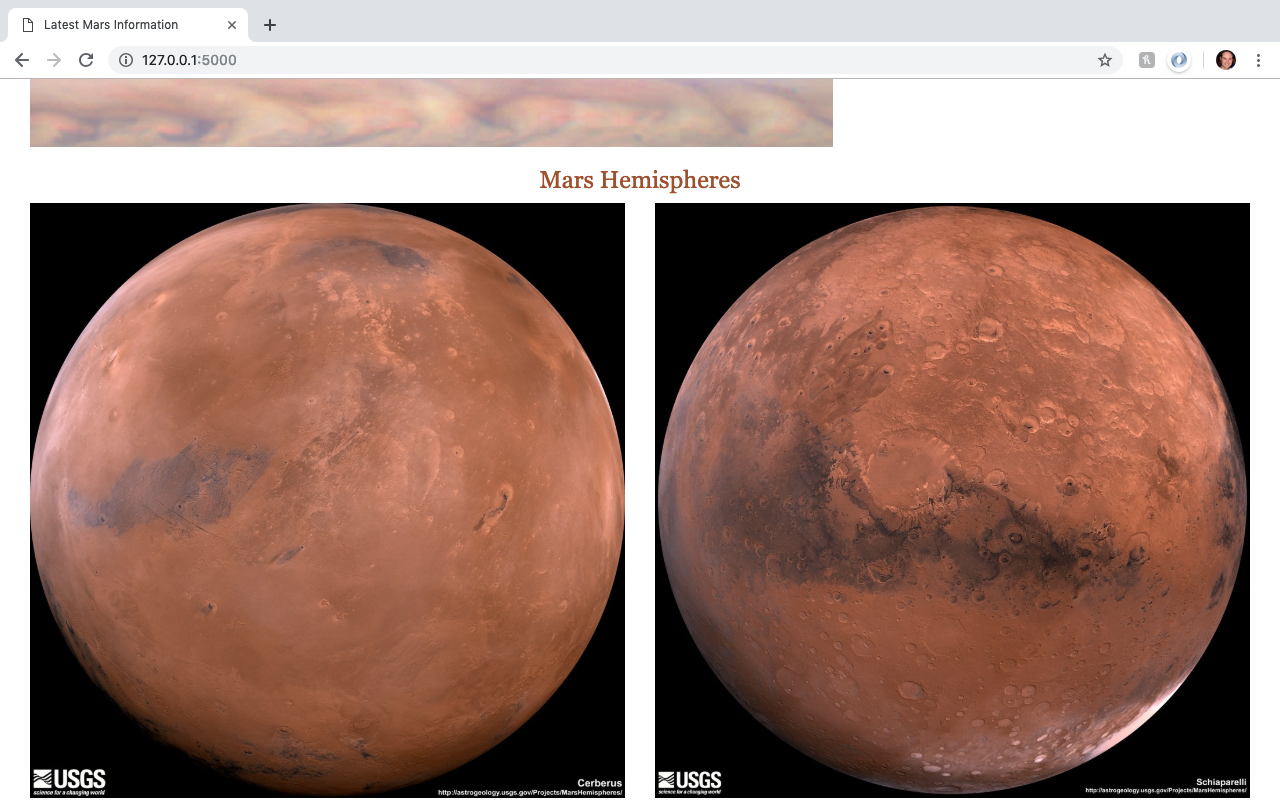 Latest Mars Information
127.0.0.1:5000
Mars Hemispheres
USGS
science for a changing world
Cerberus
http://astrogeology.usgs.gov/Projects/MarsHemispheres/
USGS
science for a changing world
Schiaparelli
http://astrogeology.usgs.gov/Projects/MarsHemispheres/